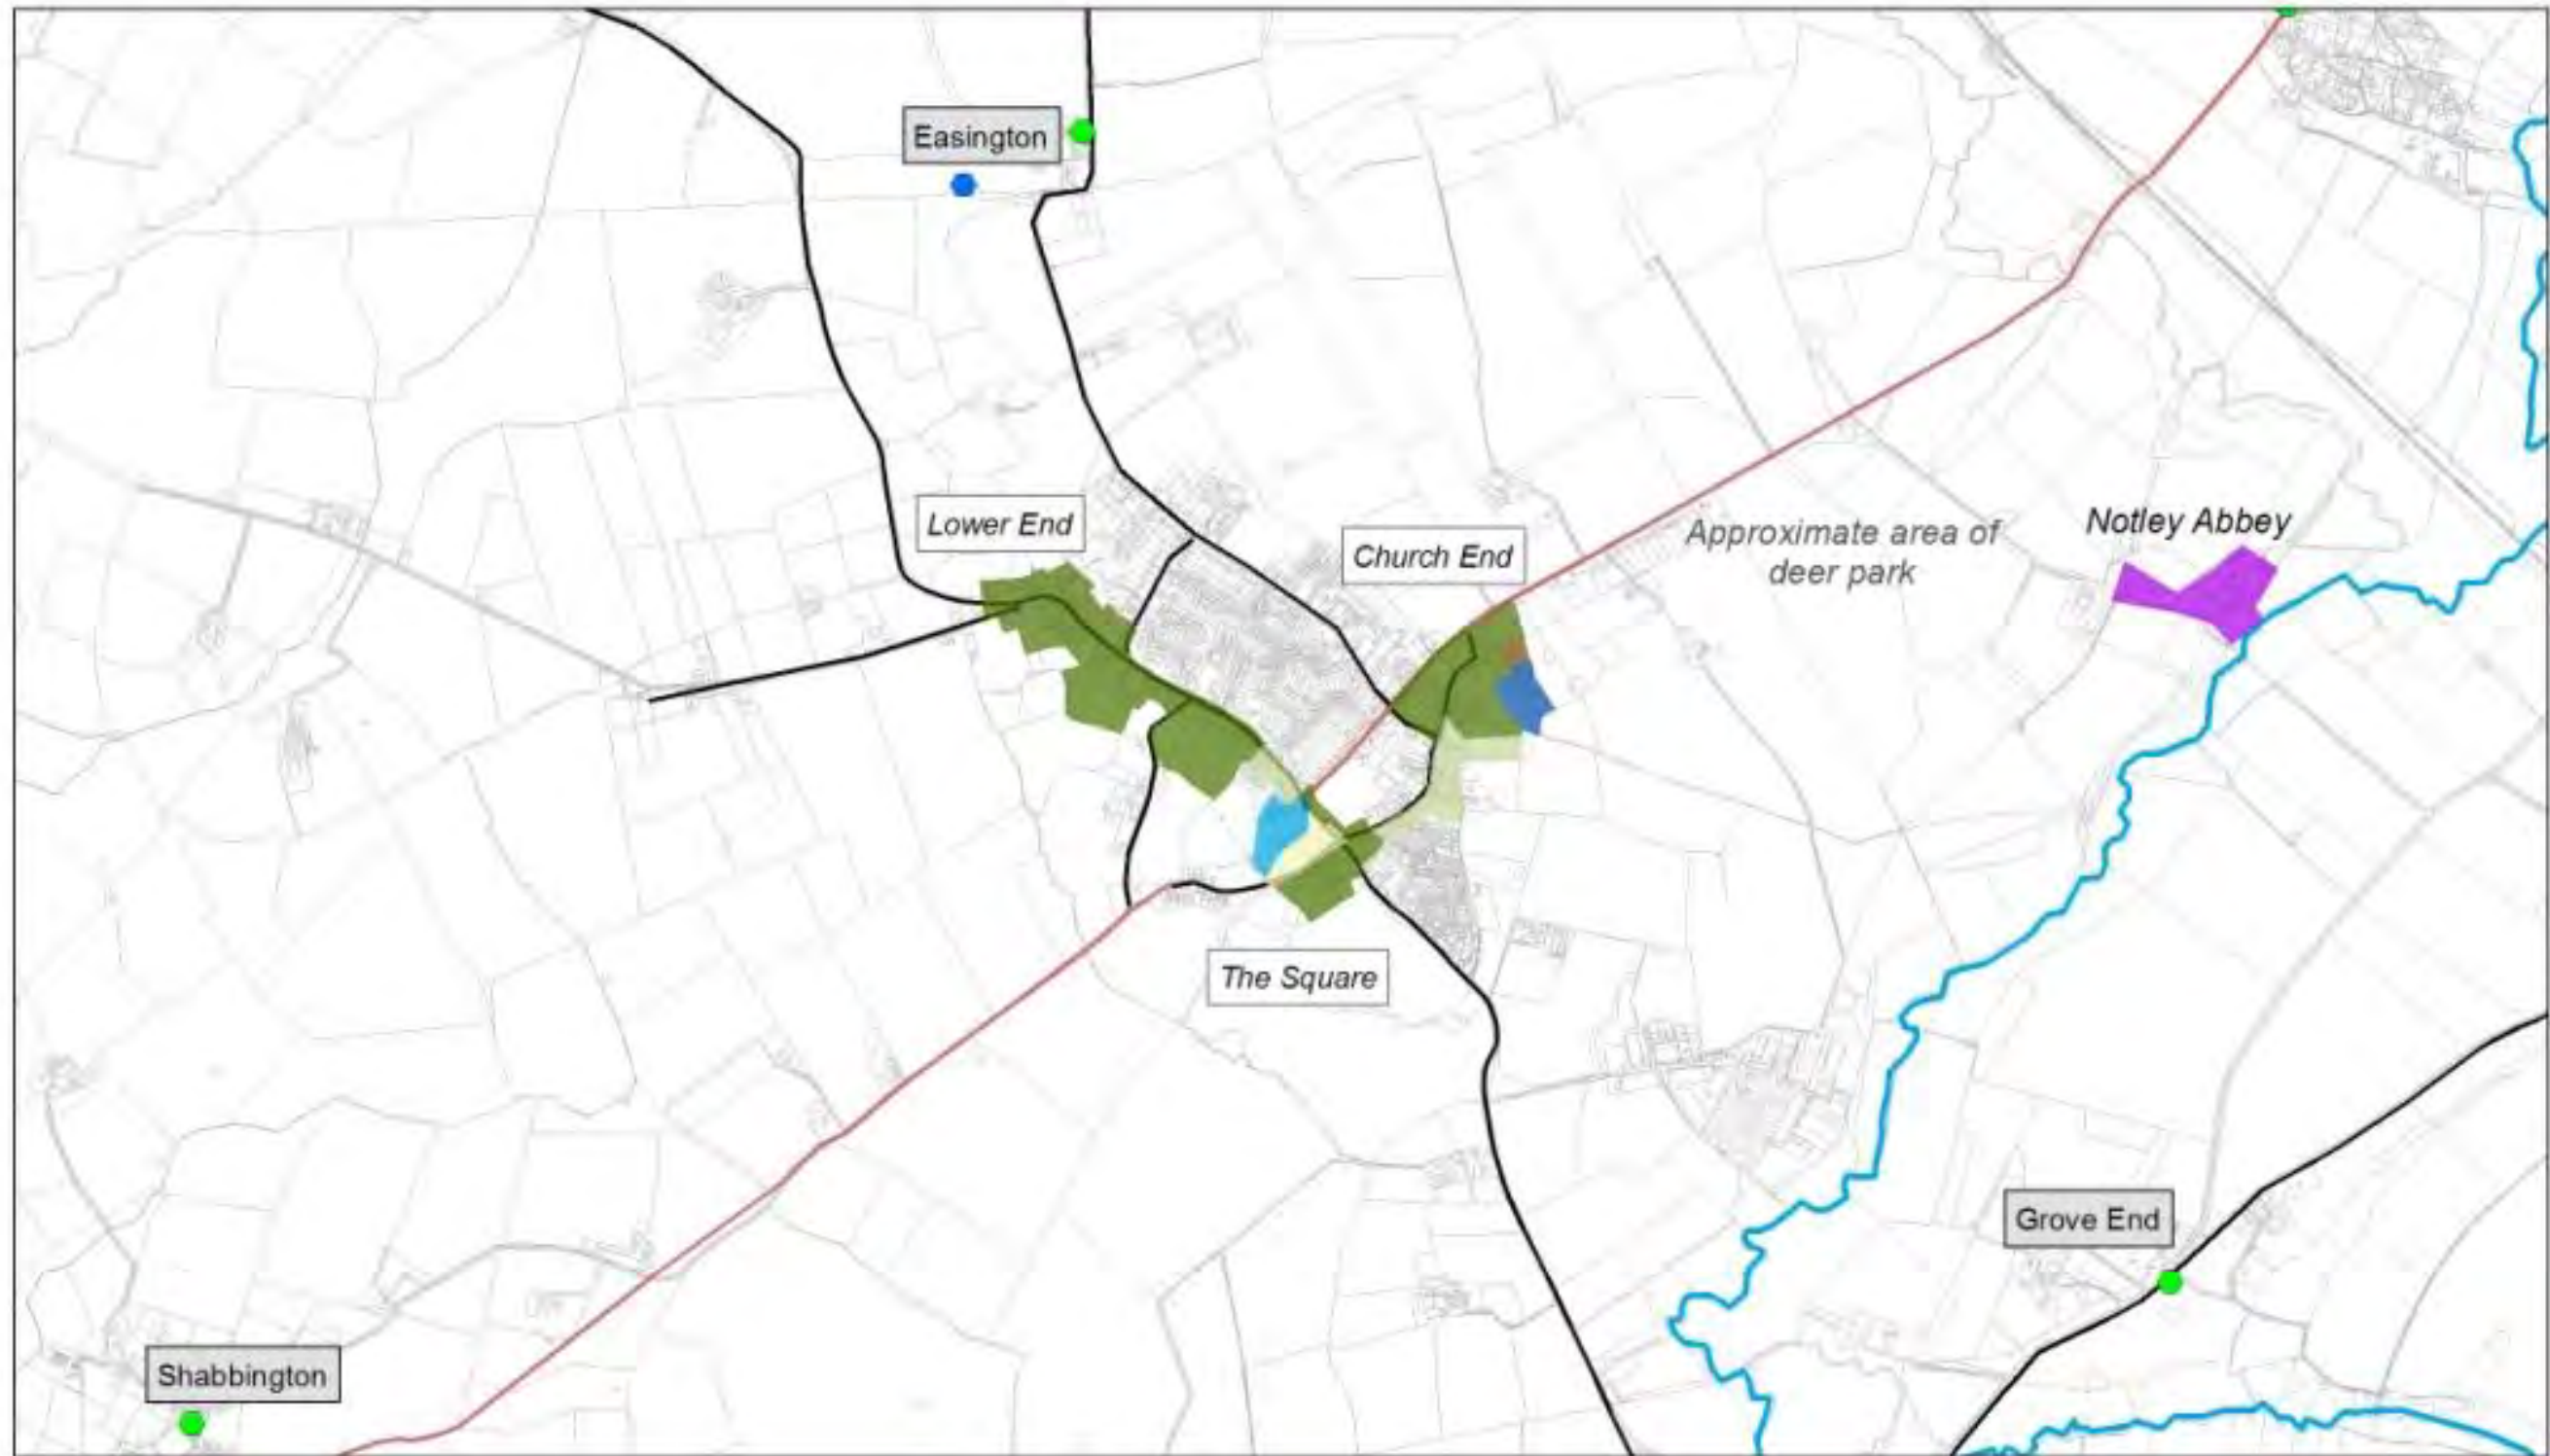 Easington
Lower End
Church End
Approximate area of
deer park
Notley Abbey
The Square
Grove End
Shabbington